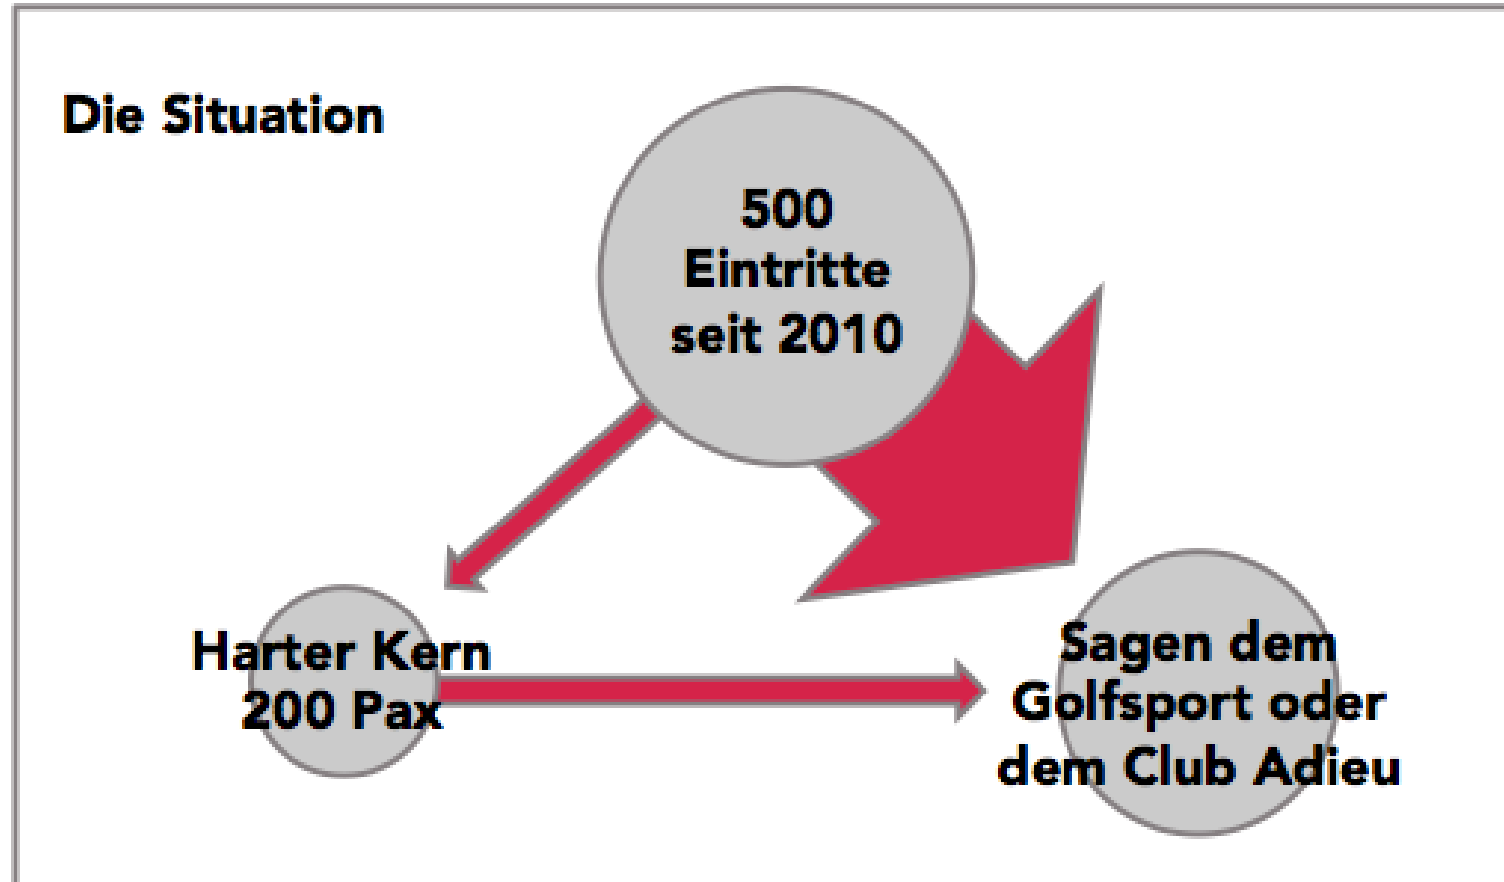 Die Situation
500
Eintritte
seit 2010
Harter Kern
200 Pax
Sagen dem
Golfsport oder
dem Club Adieu